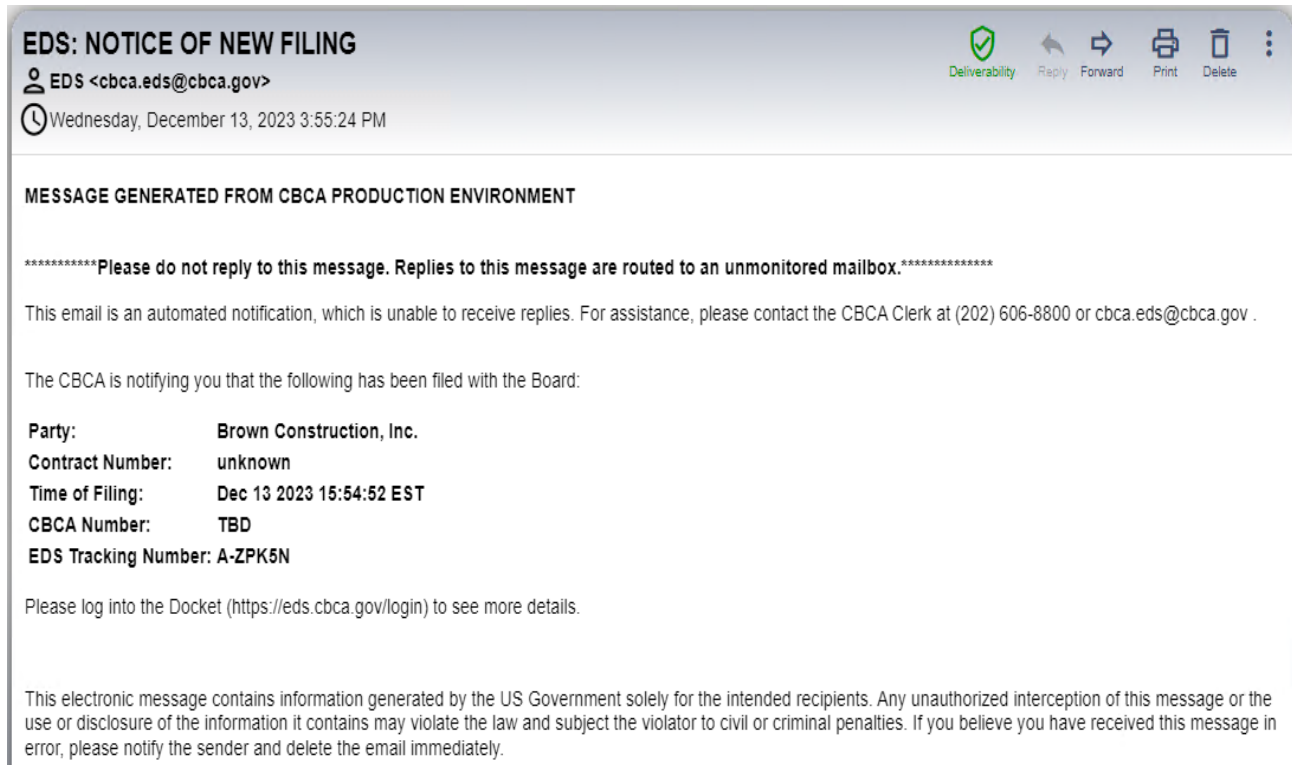 EDS: NOTICE OF NEW FILING
EDS <cbca.eds@cbca.gov>
Wednesday, December 13, 2023 3:55:24 PM
Deliverability Reply Forward Print Delete
MESSAGE GENERATED FROM CBCA PRODUCTION ENVIRONMENT
***********Please do not reply to this message. Replies to this message are routed to an unmonitored mailbox.**************
This email is an automated notification, which is unable to receive replies. For assistance, please contact the CBCA Clerk at (202) 606-8800 or cbca.eds@cbca.gov .
The CBCA is notifying you that the following has been filed with the Board:
Party: Brown Construction, Inc.
Contract Number: unknown
Time of Filing: Dec 13 2023 15:54:52 EST
CBCA Number: TBD
EDS Tracking Number: A-ZPK5N
Please log into the Docket (https://eds.cbca.gov/login) to see more details.
This electronic message contains information generated by the US Government solely for the intended recipients. Any unauthorized interception of this message or the
use or disclosure of the information it contains may violate the law and subject the violator to civil or criminal penalties. If you believe you have received this message in
error, please notify the sender and delete the email immediately.